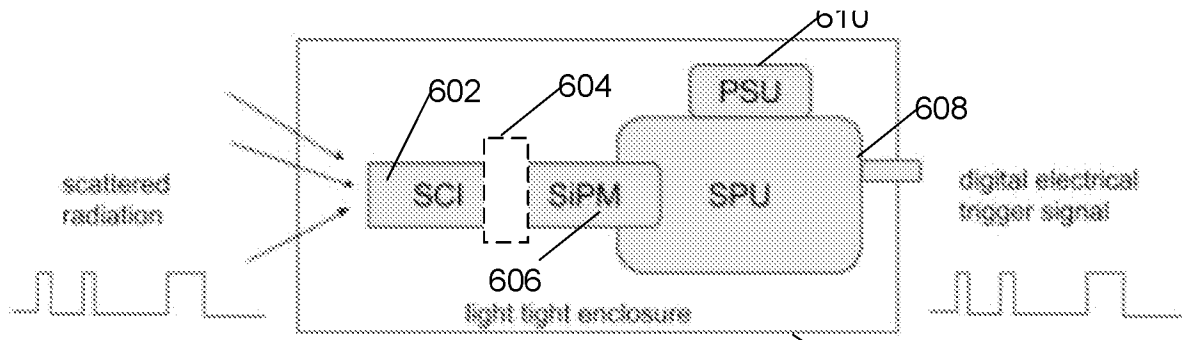 610
602
604
PSU
608
scattered
radiation
SCI
SiPM
SPU
digital electrical
trigger signal
606
light tight enclosure